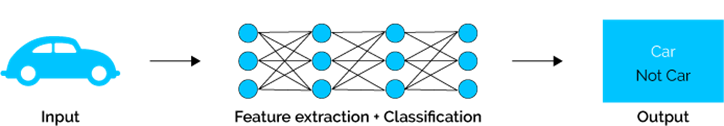 Car
Not Car
Input
Feature extraction + Classification
Output